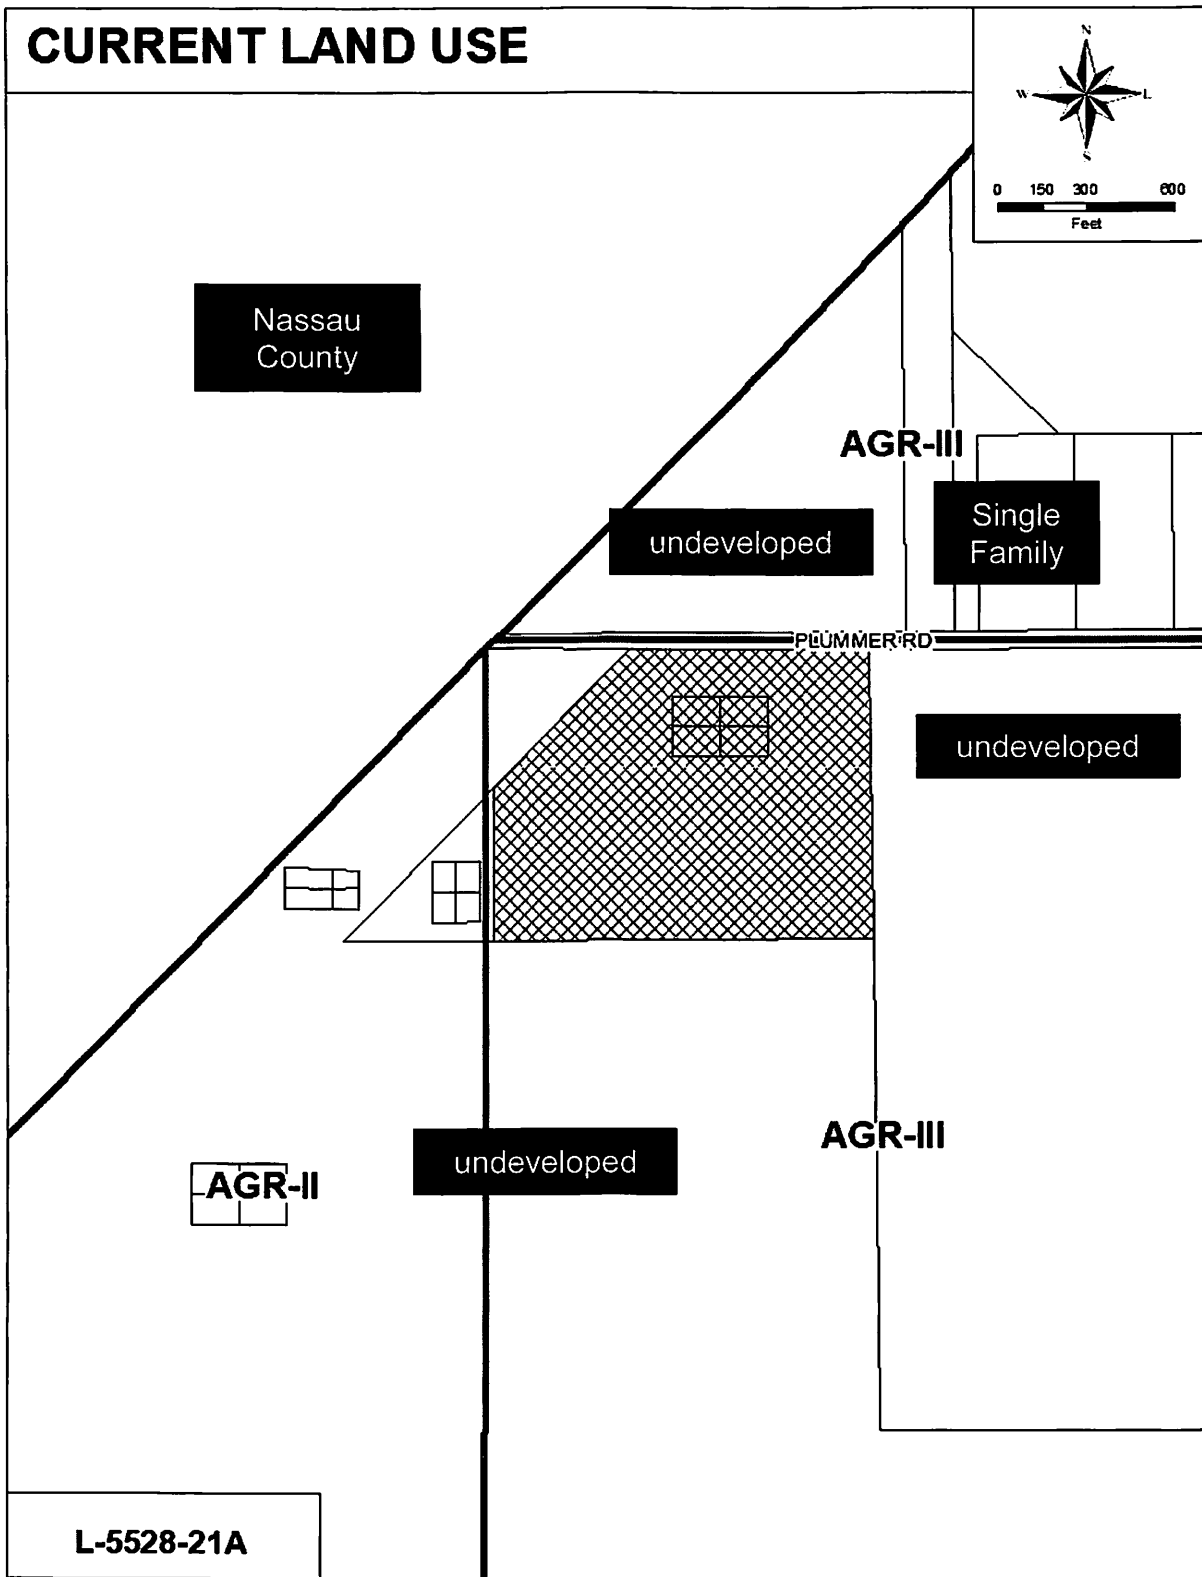 CURRENT LAND USE
N
W
L
S
0 150 300 600
Feet
Nassau
County
AGR-III
undeveloped
Single
Family
PLUMMER RD
undeveloped
AGR-III
undeveloped
AGR-II
L-5528-21A